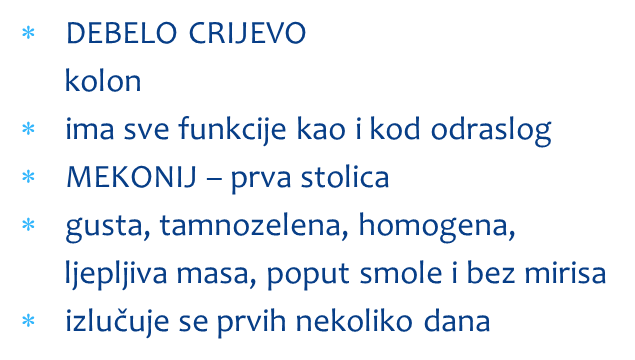 * DEBELO CRIJEVO
kolon
* ima sve funkcije kao i kod odraslog
* MEKONIJ – prva stolica
* gusta, tamnozelena, homogena,
ljepljiva masa, poput smole i bez mirisa
* izlučuje se prvih nekoliko dana